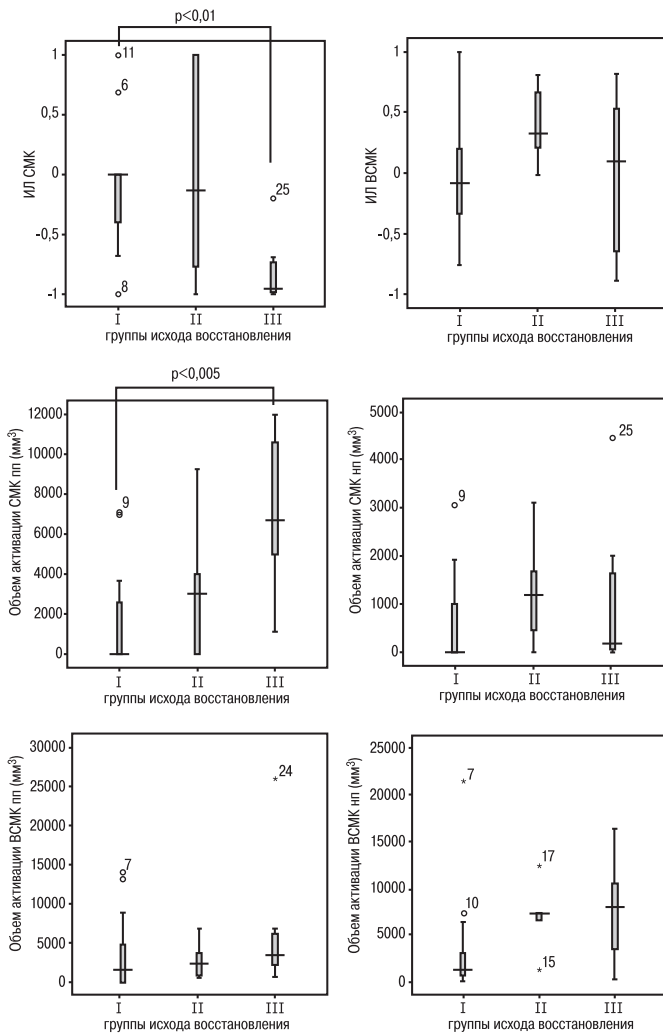 p<0,01
ИЛ СМК
1
0,5
0
-0,5
-1
11
6
8
25
I II III
группы исхода восстановления
ИЛ ВСМК
1
0,5
0
-0,5
-1
I II III
группы исхода восстановления
p<0,005
Объем активации СМК пп (мм³)
12000
10000
8000
6000
4000
2000
0
9
I II III
группы исхода восстановления
Объем активации СМК нп (мм³)
5000
4000
3000
2000
1000
0
9
25
I II III
группы исхода восстановления
Объем активации ВСМК пп (мм³)
30000
25000
20000
15000
10000
5000
0
7
24
I II III
группы исхода восстановления
Объем активации ВСМК нп (мм³)
25000
20000
15000
10000
5000
0
7
10
17
15
I II III
группы исхода восстановления